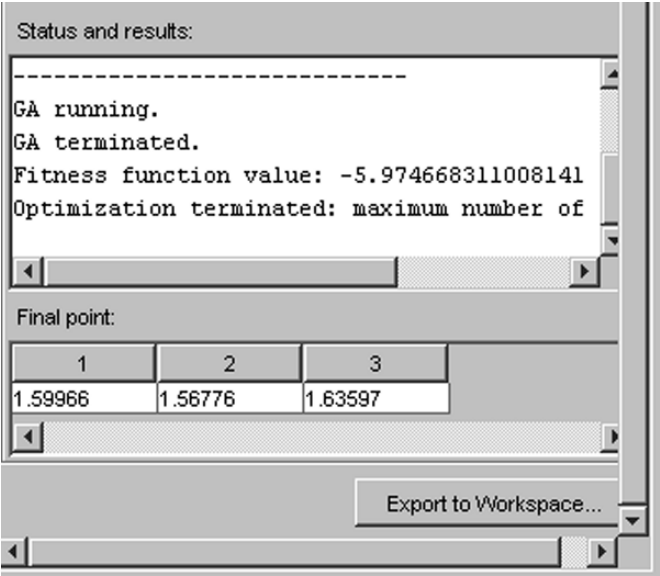 Status and results:
------------------------------
GA running.
GA terminated.
Fitness function value: -5.974668311008141
Optimization terminated: maximum number of
Final point:
1 2 3
1.59966 1.56776 1.63597
Export to Workspace...